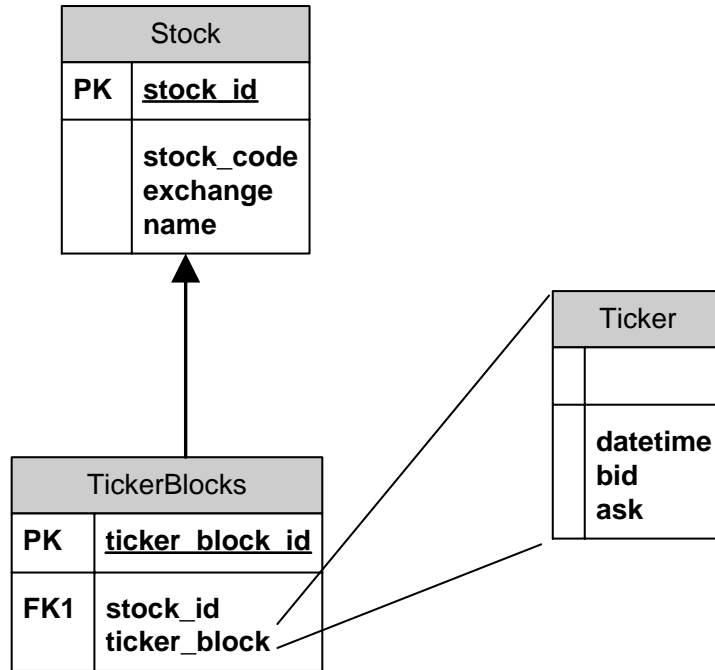 Stock
PK stock_id
stock_code
exchange
name
Ticker
datetime
bid
ask
TickerBlocks
PK ticker_block_id
FK1 stock_id
ticker_block